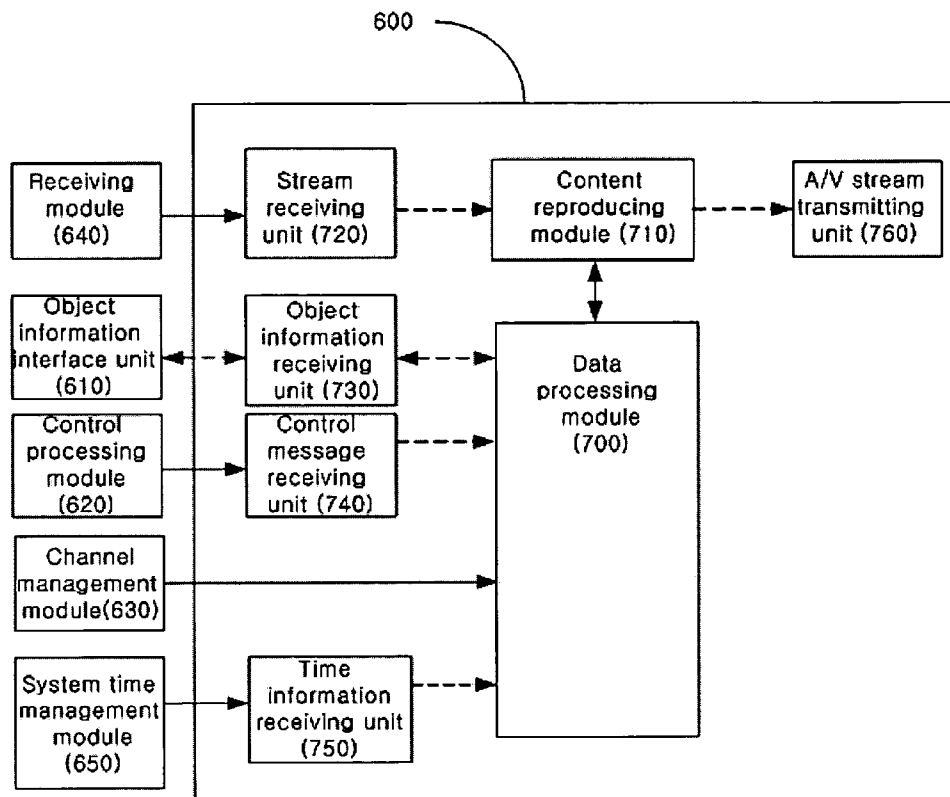 600
Receiving
module
(640)
Stream
receiving
unit (720)
Content
reproducing
module (710)
A/V stream
transmitting
unit (760)
Object
information
interface unit
(610)
Object
information
receiving
unit (730)
Data
processing
module
(700)
Control
processing
module
(620)
Control
message
receiving
unit (740)
Channel
management
module(630)
System time
management
module
(650)
Time
information
receiving unit
(750)